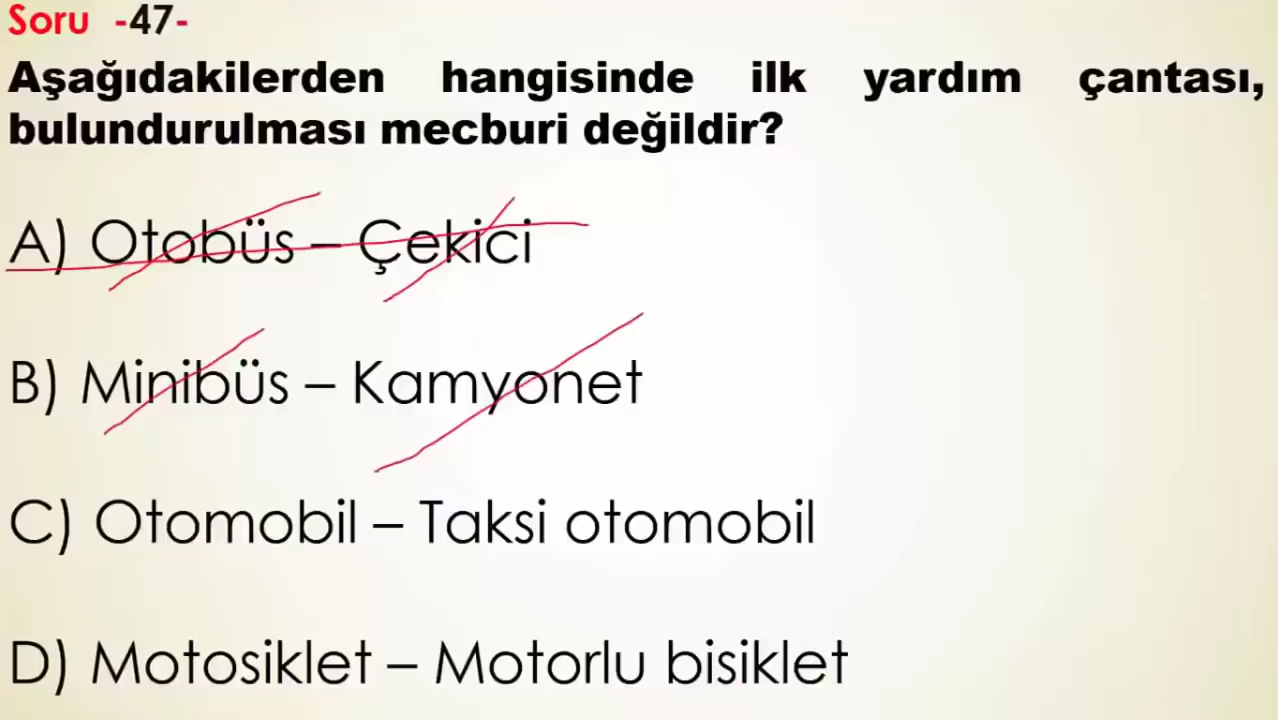 Soru -47-
Aşağıdakilerden hangisinde ilk yardım çantası,
bulundurulması mecburi değildir?
A) Otobüs – Çekici
B) Minibüs – Kamyonet
C) Otomobil – Taksi otomobil
D) Motosiklet – Motorlu bisiklet